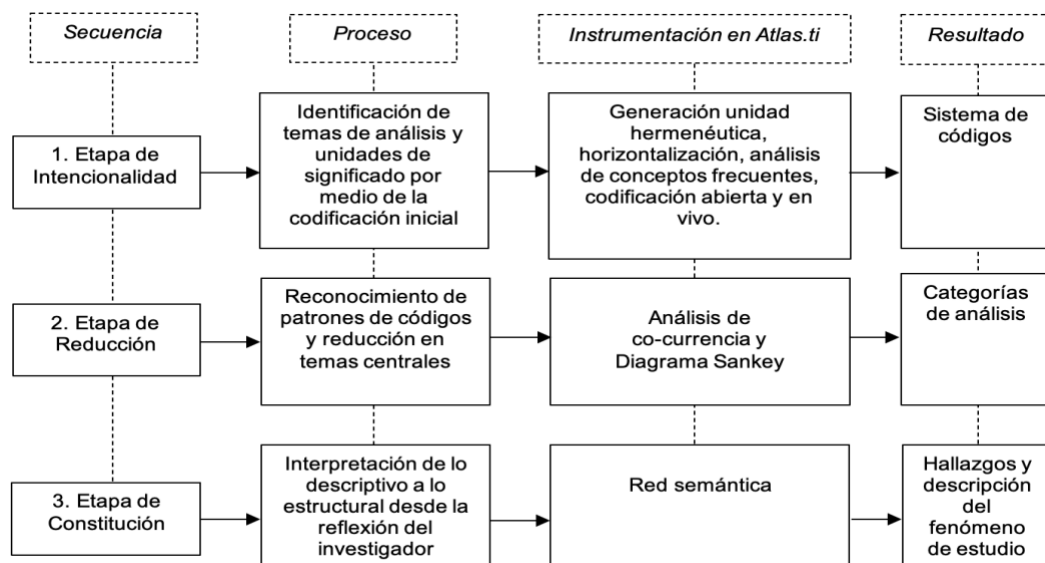 Secuencia
Proceso
Instrumentación en Atlas.ti
Resultado
1. Etapa de
Intencionalidad
Identificación de
temas de análisis y
unidades de
significado por
medio de la
codificación inicial
Generación unidad
hermenéutica,
horizontalización, análisis
de conceptos frecuentes,
codificación abierta y en
vivo.
Sistema de
códigos
2. Etapa de
Reducción
Reconocimiento de
patrones de códigos
y reducción en
temas centrales
Análisis de
co-currencia y
Diagrama Sankey
Categorías
de análisis
3. Etapa de
Constitución
Interpretación de lo
descriptivo a lo
estructural desde la
reflexión del
investigador
Red semántica
Hallazgos y
descripción
del
fenómeno
de estudio